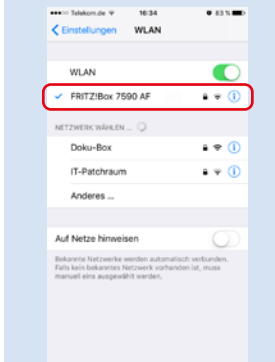 Telekom.de 16:34 83 %
Einstellungen WLAN
WLAN
FRITZ!Box 7590 AF
NETZWERK WÄHLEN ...
Doku-Box
IT-Patchraum
Anderes ...
Auf Netze hinweisen
Bekannte Netzwerke werden automatisch verbunden.
Falls kein bekanntes Netzwerk vorhanden ist, muss
manuell eins ausgewählt werden.